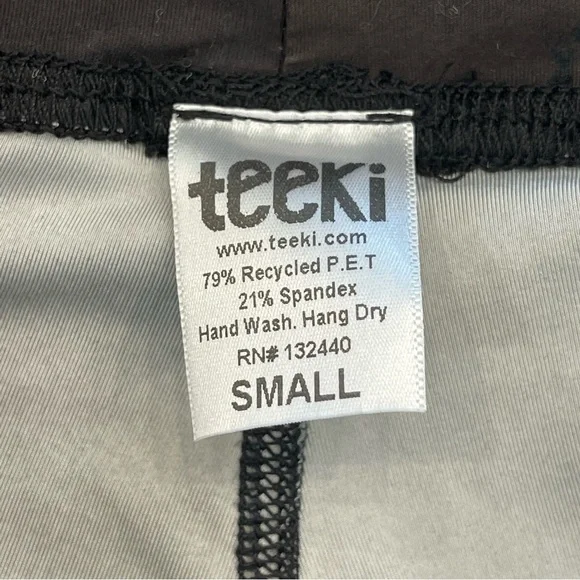 teeki
www.teeki.com
79% Recycled P.E.T
21% Spandex
Hand Wash. Hang Dry
RN# 132440
SMALL